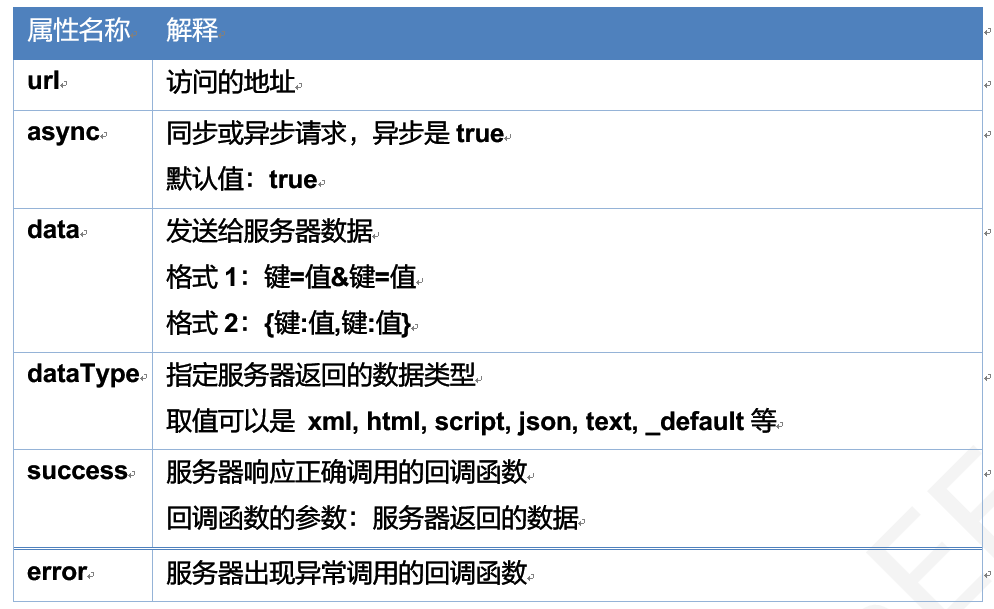 属性名称 解释
url 访问的地址
async 同步或异步请求，异步是 true
默认值：true
data 发送给服务器数据
格式 1：键=值&键=值
格式 2：{键:值,键:值}
dataType 指定服务器返回的数据类型
取值可以是 xml, html, script, json, text, _default 等
success 服务器响应正确调用的回调函数
回调函数的参数：服务器返回的数据
error 服务器出现异常调用的回调函数